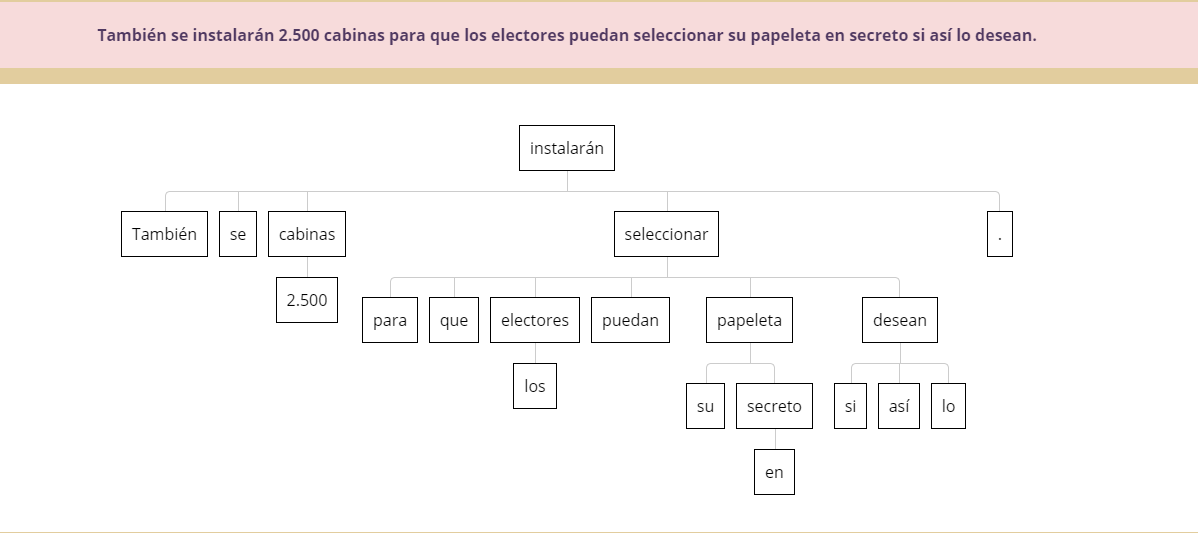 También se instalarán 2.500 cabinas para que los electores puedan seleccionar su papeleta en secreto si así lo desean.
instalarán
También se cabinas seleccionar .
2.500
para que electores puedan papeleta desean
los
su secreto si así lo
en